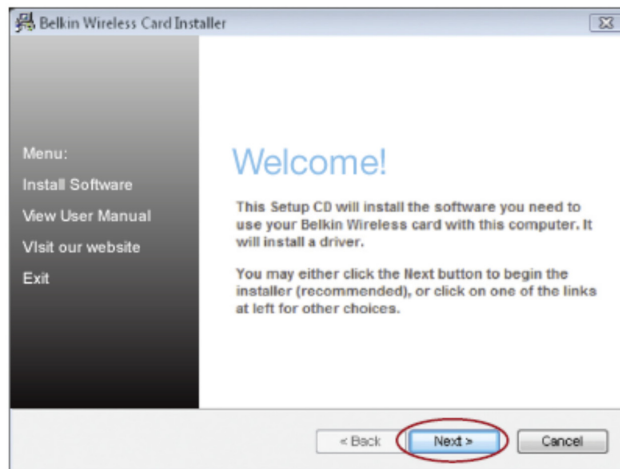 Belkin Wireless Card Installer
Menu:
Install Software
View User Manual
VIsit our website
Exit
Welcome!
This Setup CD will install the software you need to
use your Belkin Wireless card with this computer. It
will install a driver.
You may either click the Next button to begin the
installer (recommended), or click on one of the links
at left for other choices.
< Back
Next >
Cancel